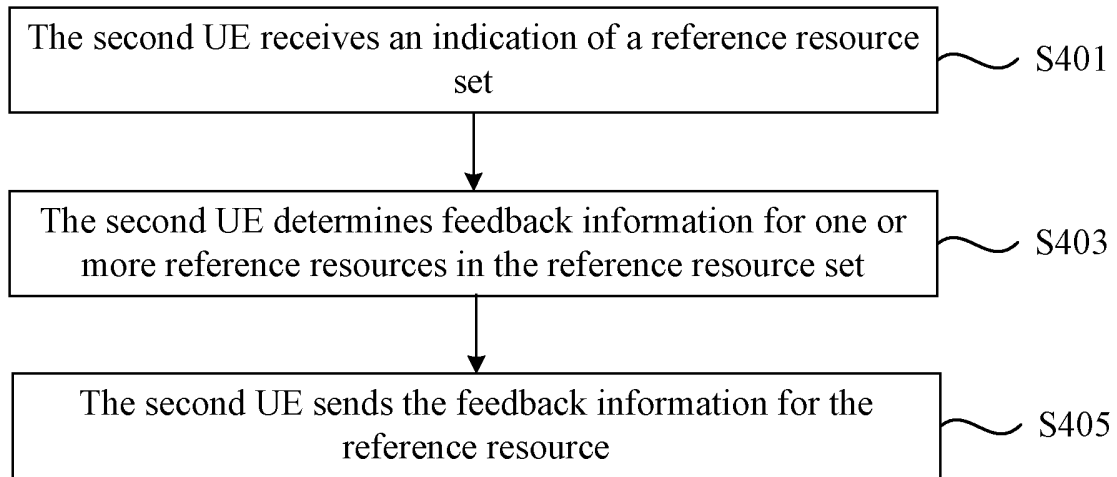 The second UE receives an indication of a reference resource
set
S401
The second UE determines feedback information for one or
more reference resources in the reference resource set
S403
The second UE sends the feedback information for the
reference resource
S405